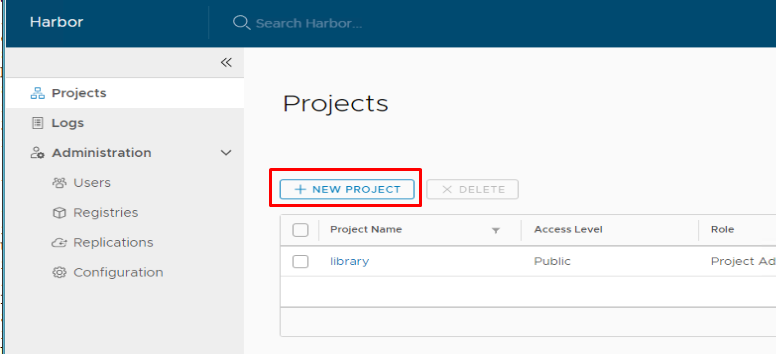 Harbor
Search Harbor...
Projects
Logs
Administration
Users
Registries
Replications
Configuration
Projects
+ NEW PROJECT
× DELETE
Project Name
Access Level
Role
library
Public
Project Ad